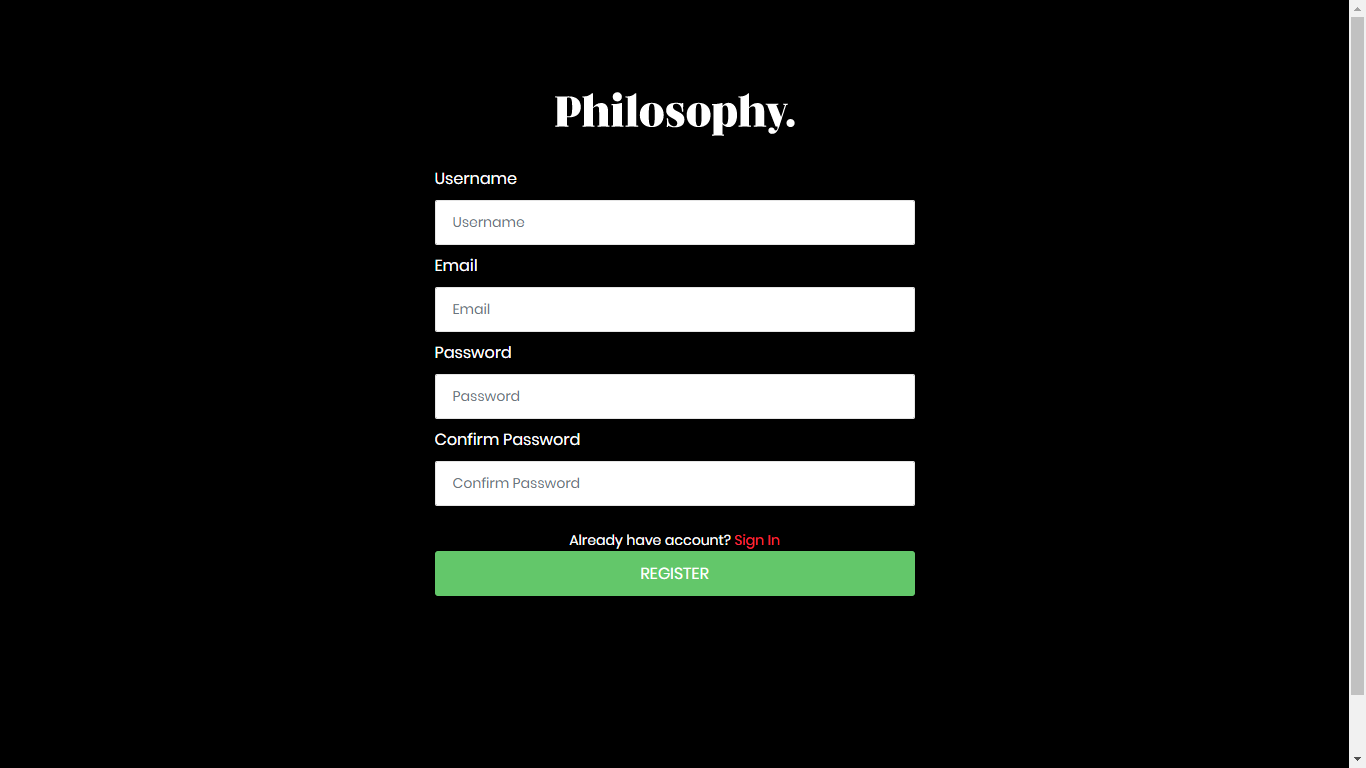 Philosophy.
Username
Username
Email
Email
Password
Password
Confirm Password
Confirm Password
Already have account? Sign In
REGISTER